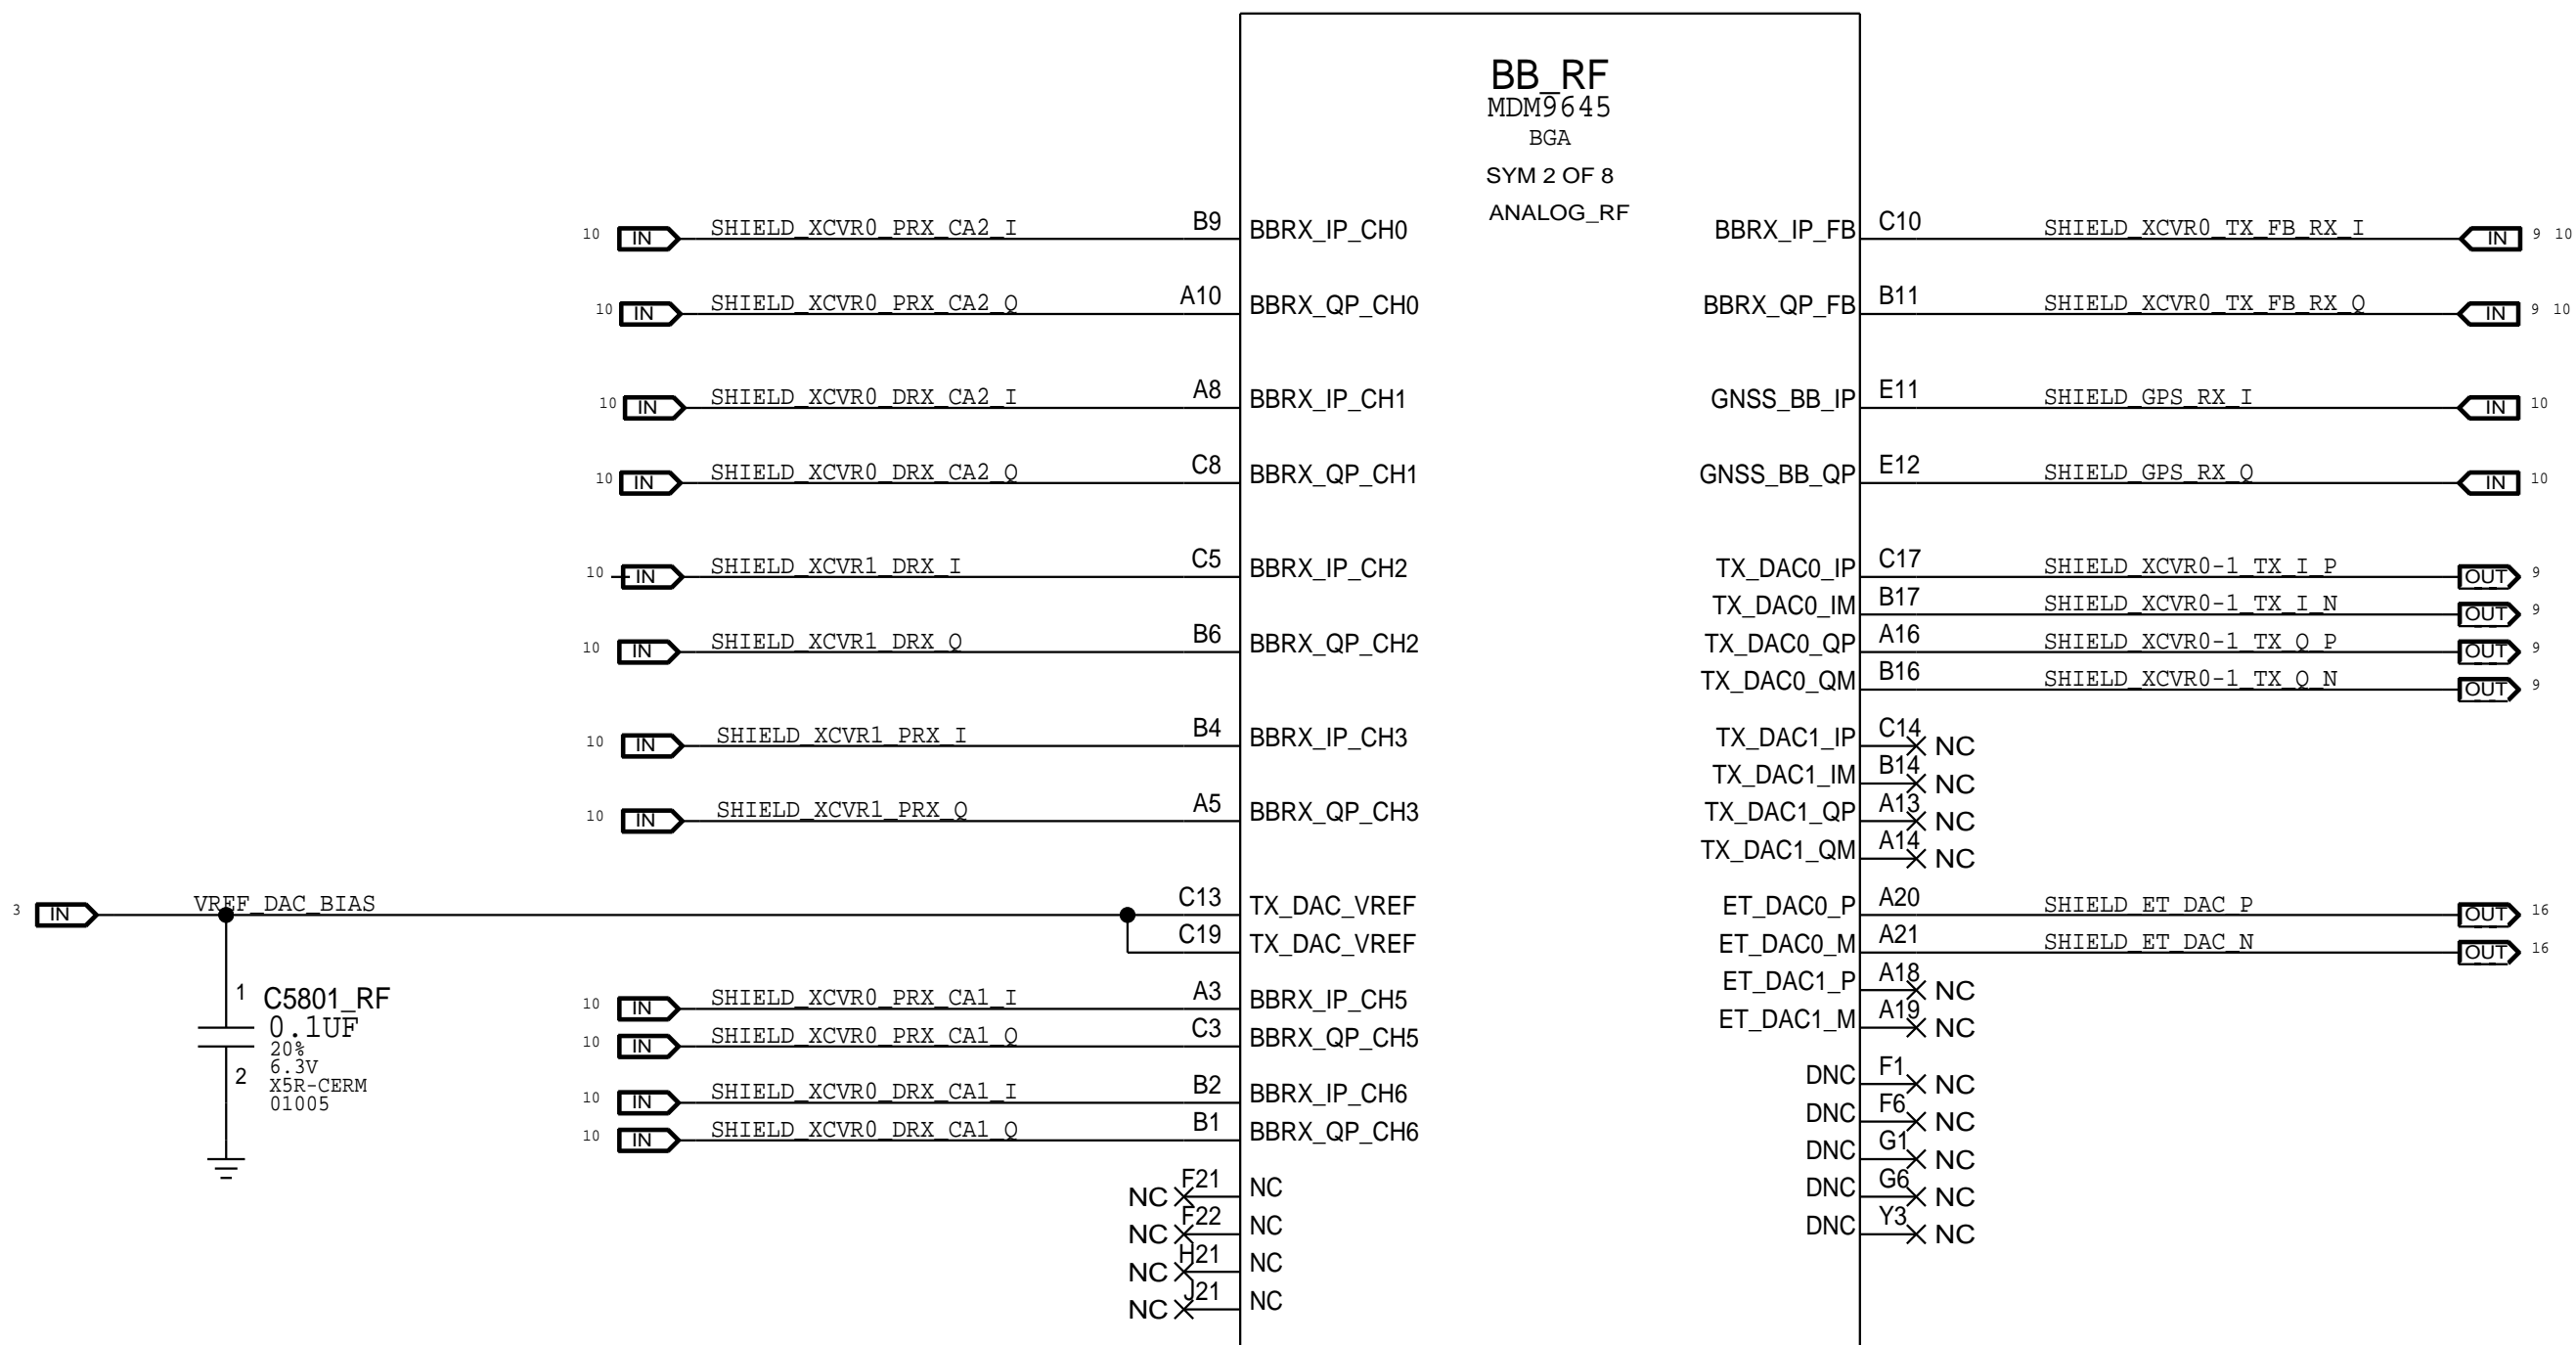 BB_RF
MDM9645
BGA
SYM 2 OF 8
ANALOG_RF
10 IN SHIELD_XCVR0_PRX_CA2_I B9 BBRX_IP_CH0
10 IN SHIELD_XCVR0_PRX_CA2_Q A10 BBRX_QP_CH0
10 IN SHIELD_XCVR0_DRX_CA2_I A8 BBRX_IP_CH1
10 IN SHIELD_XCVR0_DRX_CA2_Q C8 BBRX_QP_CH1
10 IN SHIELD_XCVR1_DRX_I C5 BBRX_IP_CH2
10 IN SHIELD_XCVR1_DRX_Q B6 BBRX_QP_CH2
10 IN SHIELD_XCVR1_PRX_I B4 BBRX_IP_CH3
10 IN SHIELD_XCVR1_PRX_Q A5 BBRX_QP_CH3
3 IN VREF_DAC_BIAS C13 TX_DAC_VREF
C19 TX_DAC_VREF
1 C5801_RF
0.1UF
20%
6.3V
2 X5R-CERM
01005
10 IN SHIELD_XCVR0_PRX_CA1_I A3 BBRX_IP_CH5
10 IN SHIELD_XCVR0_PRX_CA1_Q C3 BBRX_QP_CH5
10 IN SHIELD_XCVR0_DRX_CA1_I B2 BBRX_IP_CH6
10 IN SHIELD_XCVR0_DRX_CA1_Q B1 BBRX_QP_CH6
NC F21 NC
NC F22 NC
NC H21 NC
NC J21 NC
BBRX_IP_FB C10 SHIELD_XCVR0_TX_FB_RX_I IN 9 10
BBRX_QP_FB B11 SHIELD_XCVR0_TX_FB_RX_Q IN 9 10
GNSS_BB_IP E11 SHIELD_GPS_RX_I IN 10
GNSS_BB_QP E12 SHIELD_GPS_RX_Q IN 10
TX_DAC0_IP C17 SHIELD_XCVR0-1_TX_I_P OUT 9
TX_DAC0_IM B17 SHIELD_XCVR0-1_TX_I_N OUT 9
TX_DAC0_QP A16 SHIELD_XCVR0-1_TX_Q_P OUT 9
TX_DAC0_QM B16 SHIELD_XCVR0-1_TX_Q_N OUT 9
TX_DAC1_IP C14 NC
TX_DAC1_IM B14 NC
TX_DAC1_QP A13 NC
TX_DAC1_QM A14 NC
ET_DAC0_P A20 SHIELD_ET_DAC_P OUT 16
ET_DAC0_M A21 SHIELD_ET_DAC_N OUT 16
ET_DAC1_P A18 NC
ET_DAC1_M A19 NC
DNC F1 NC
DNC F6 NC
DNC G1 NC
DNC G6 NC
DNC Y3 NC